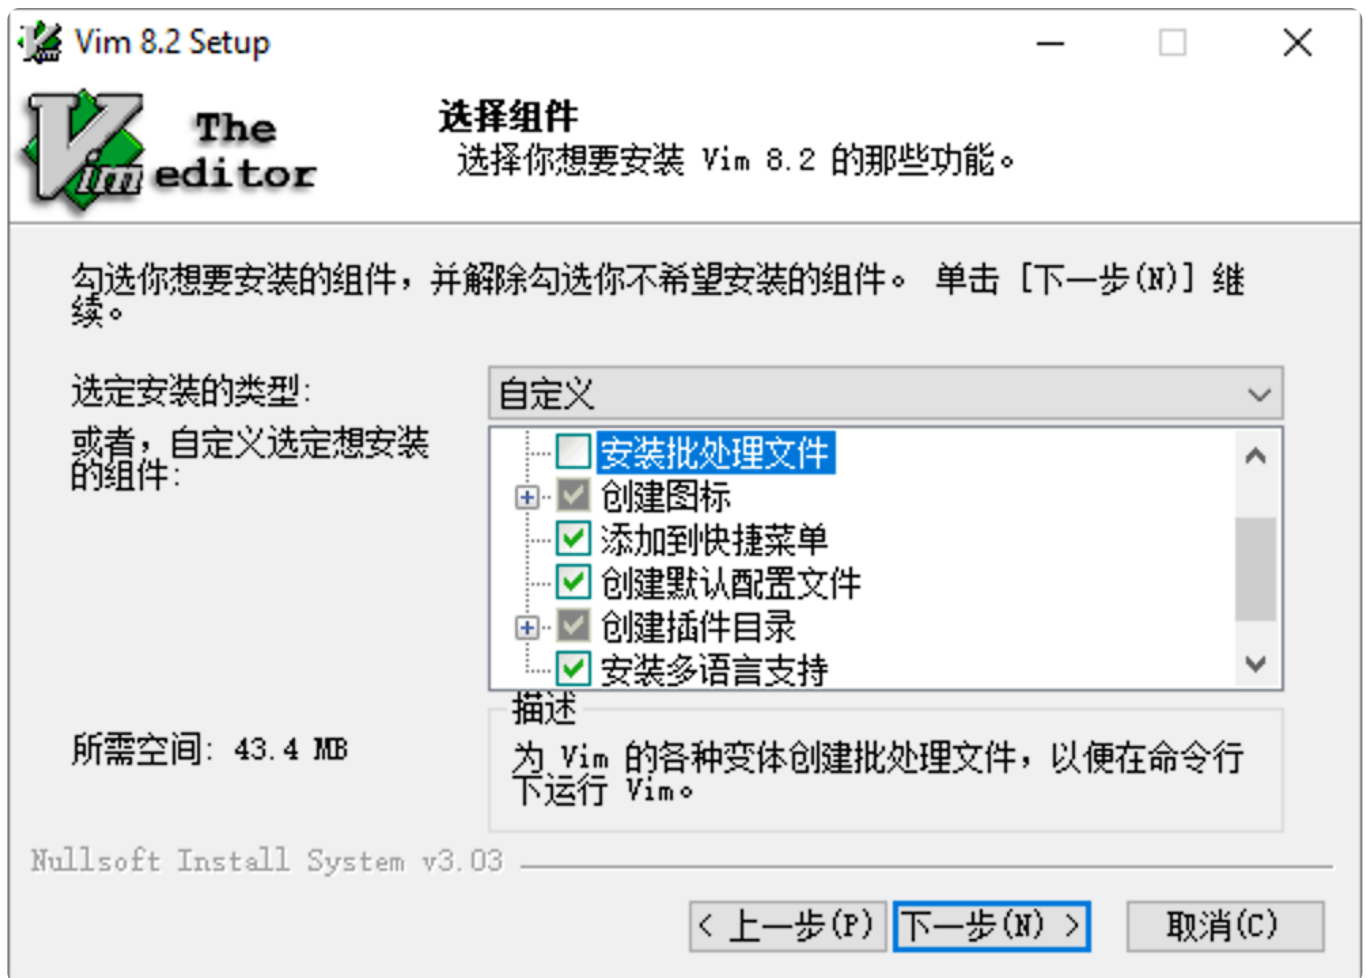 Vim 8.2 Setup
Vim The
editor
选择组件
选择你想要安装 Vim 8.2 的那些功能。
勾选你想要安装的组件，并解除勾选你不希望安装的组件。 单击 [下一步(N)] 继
续。
选定安装的类型:
自定义
或者，自定义选定想安装
的组件:
安装批处理文件
创建图标
添加到快捷菜单
创建默认配置文件
创建插件目录
安装多语言支持
所需空间: 43.4 MB
描述
为 Vim 的各种变体创建批处理文件，以便在命令行
下运行 Vim。
Nullsoft Install System v3.03
< 上一步(P)
下一步(N) >
取消(C)